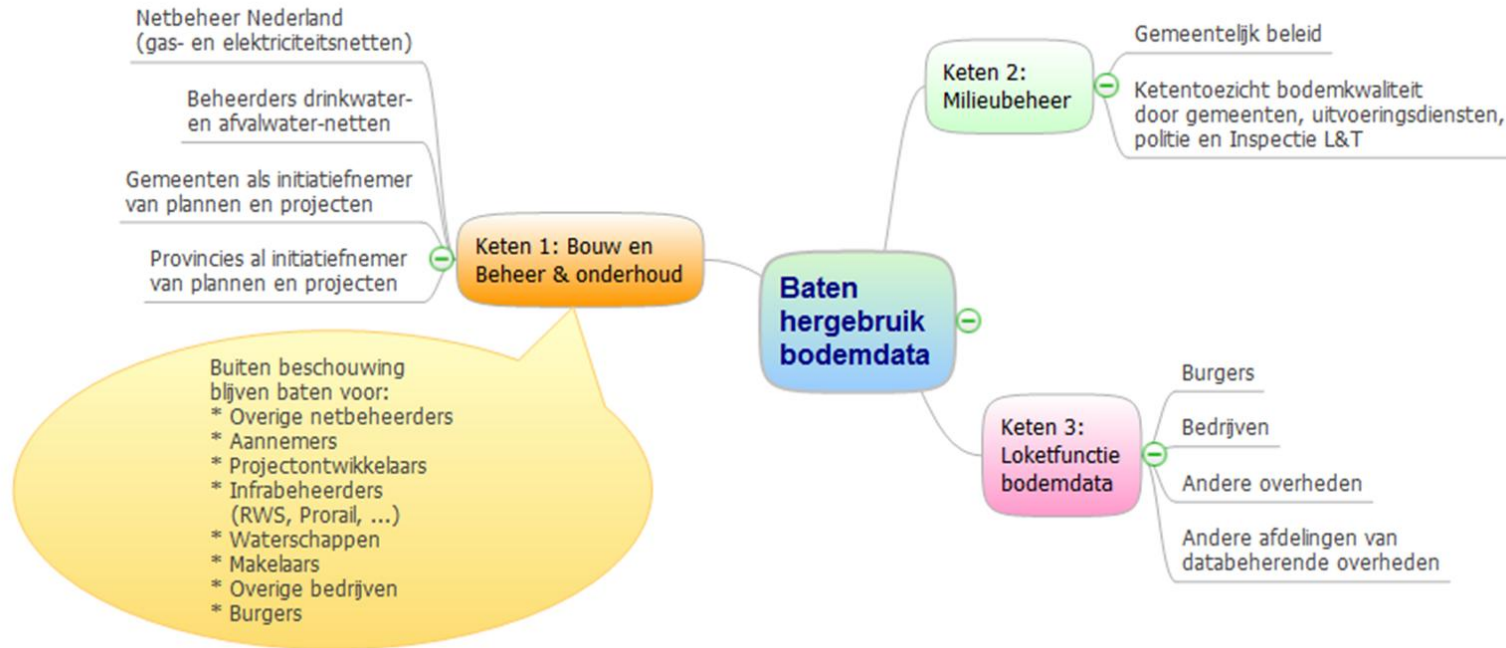 Netbeheer Nederland
(gas- en elektriciteitsnetten)
Beheerders drinkwater-
en afvalwater-netten
Gemeenten als initiatiefnemer
van plannen en projecten
Provincies al initiatiefnemer
van plannen en projecten
Keten 1: Bouw en
Beheer & onderhoud
Buiten beschouwing
blijven baten voor:
* Overige netbeheerders
* Aannemers
* Projectontwikkelaars
* Infrabeheerders
(RWS, Prorail, ...)
* Waterschappen
* Makelaars
* Overige bedrijven
* Burgers
Baten
hergebruik
bodemdata
Keten 2:
Milieubeheer
Gemeentelijk beleid
Ketentoezicht bodemkwaliteit
door gemeenten, uitvoeringsdiensten,
politie en Inspectie L&T
Keten 3:
Loketfunctie
bodemdata
Burgers
Bedrijven
Andere overheden
Andere afdelingen van
databeherende overheden